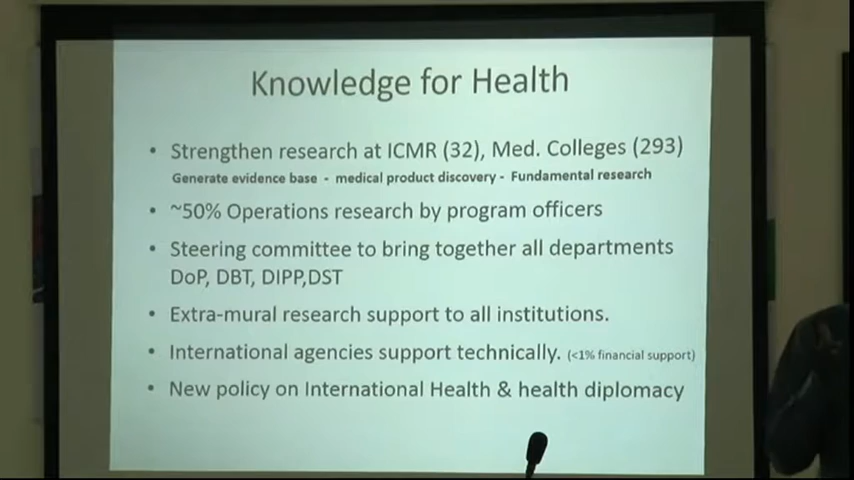 Knowledge for Health
• Strengthen research at ICMR (32), Med. Colleges (293)
Generate evidence base - medical product discovery - Fundamental research
• ~50% Operations research by program officers
• Steering committee to bring together all departments
DoP, DBT, DIPP,DST
• Extra-mural research support to all institutions.
• International agencies support technically. (<1% financial support)
• New policy on International Health & health diplomacy